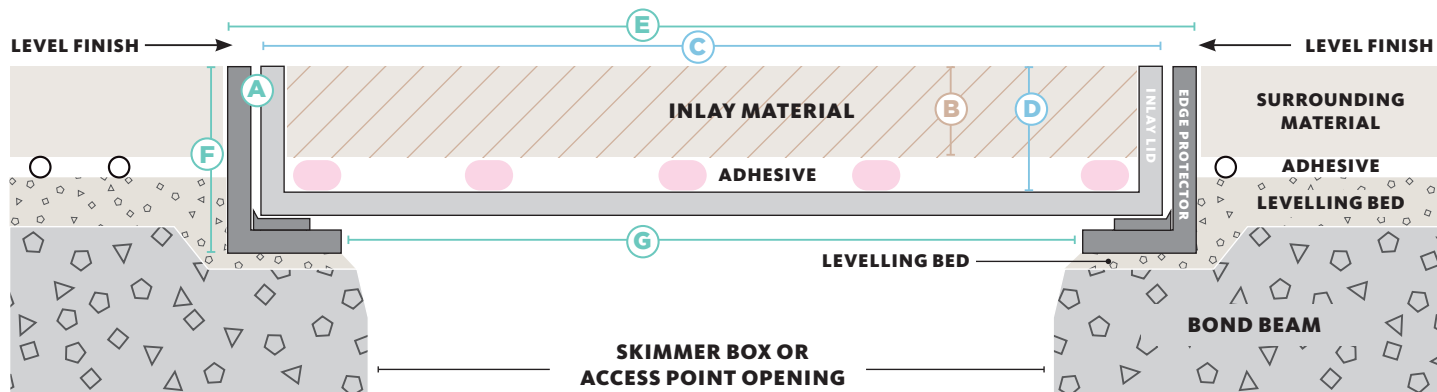 E
LEVEL FINISH
C
LEVEL FINISH
A
INLAY MATERIAL
B
D
INLAY LID
EDGE PROTECTOR
SURROUNDING
MATERIAL
F
ADHESIVE
ADHESIVE
LEVELLING BED
G
LEVELLING BED
BOND BEAM
SKIMMER BOX OR
ACCESS POINT OPENING